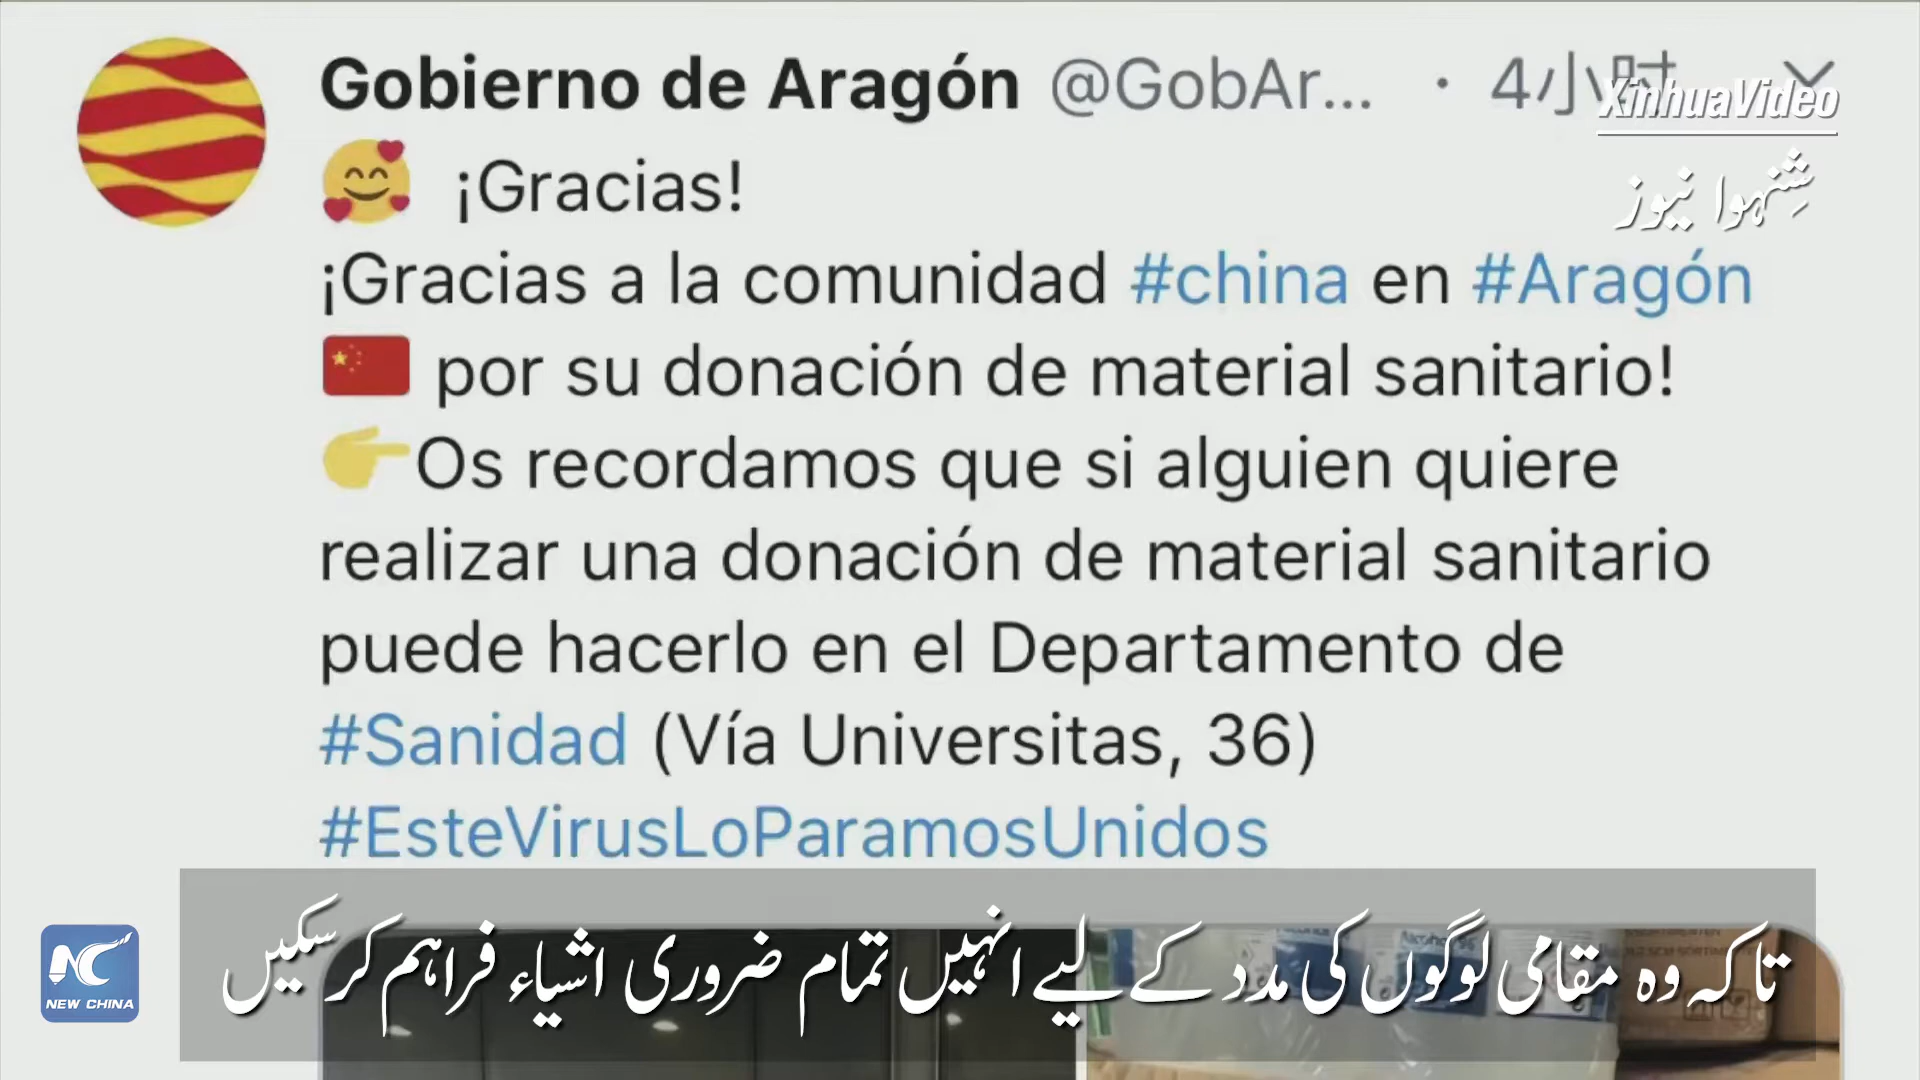 Gobierno de Aragón @GobAr... · 4小时
XinhuaVideo
شِنہوا نیوز
¡Gracias!
¡Gracias a la comunidad #china en #Aragón
por su donación de material sanitario!
Os recordamos que si alguien quiere
realizar una donación de material sanitario
puede hacerlo en el Departamento de
#Sanidad (Vía Universitas, 36)
#EsteVirusLoParamosUnidos
تاکہ وہ مقامی لوگوں کی مدد کے لیے انہیں تمام ضروری اشیاء فراہم کر سکیں
NEW CHINA